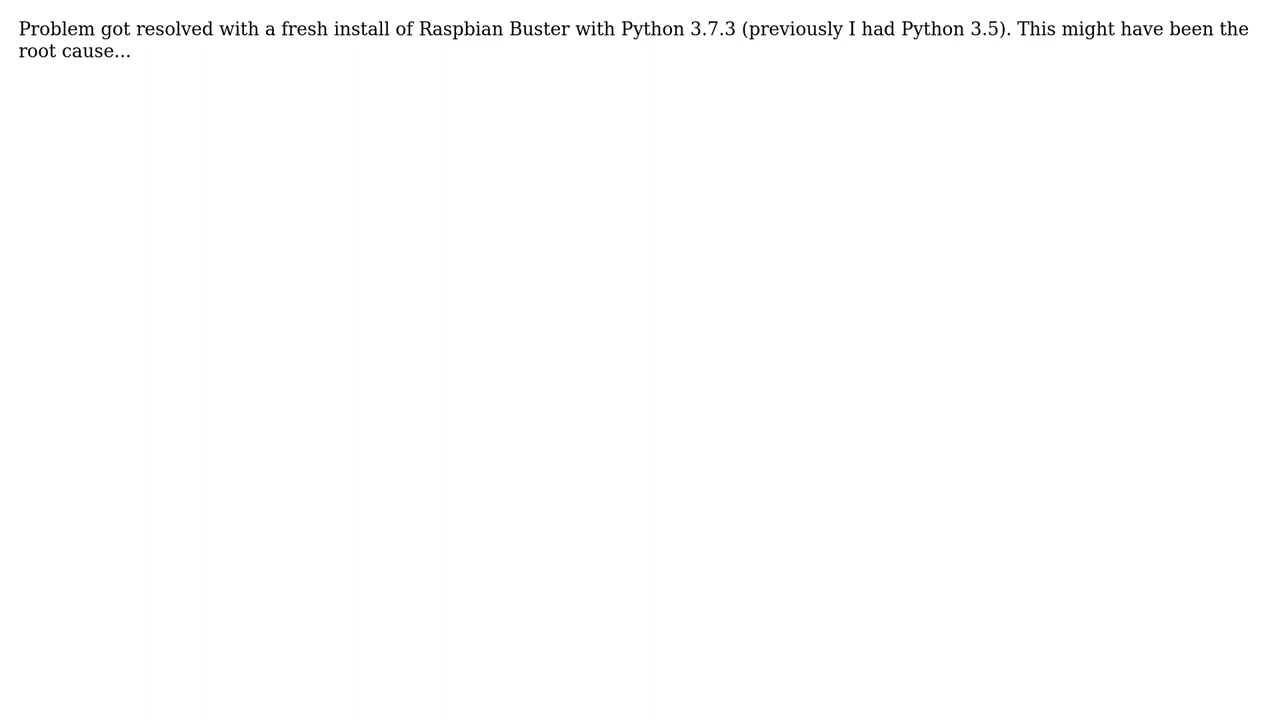 Problem got resolved with a fresh install of Raspbian Buster with Python 3.7.3 (previously I had Python 3.5). This might have been the
root cause...